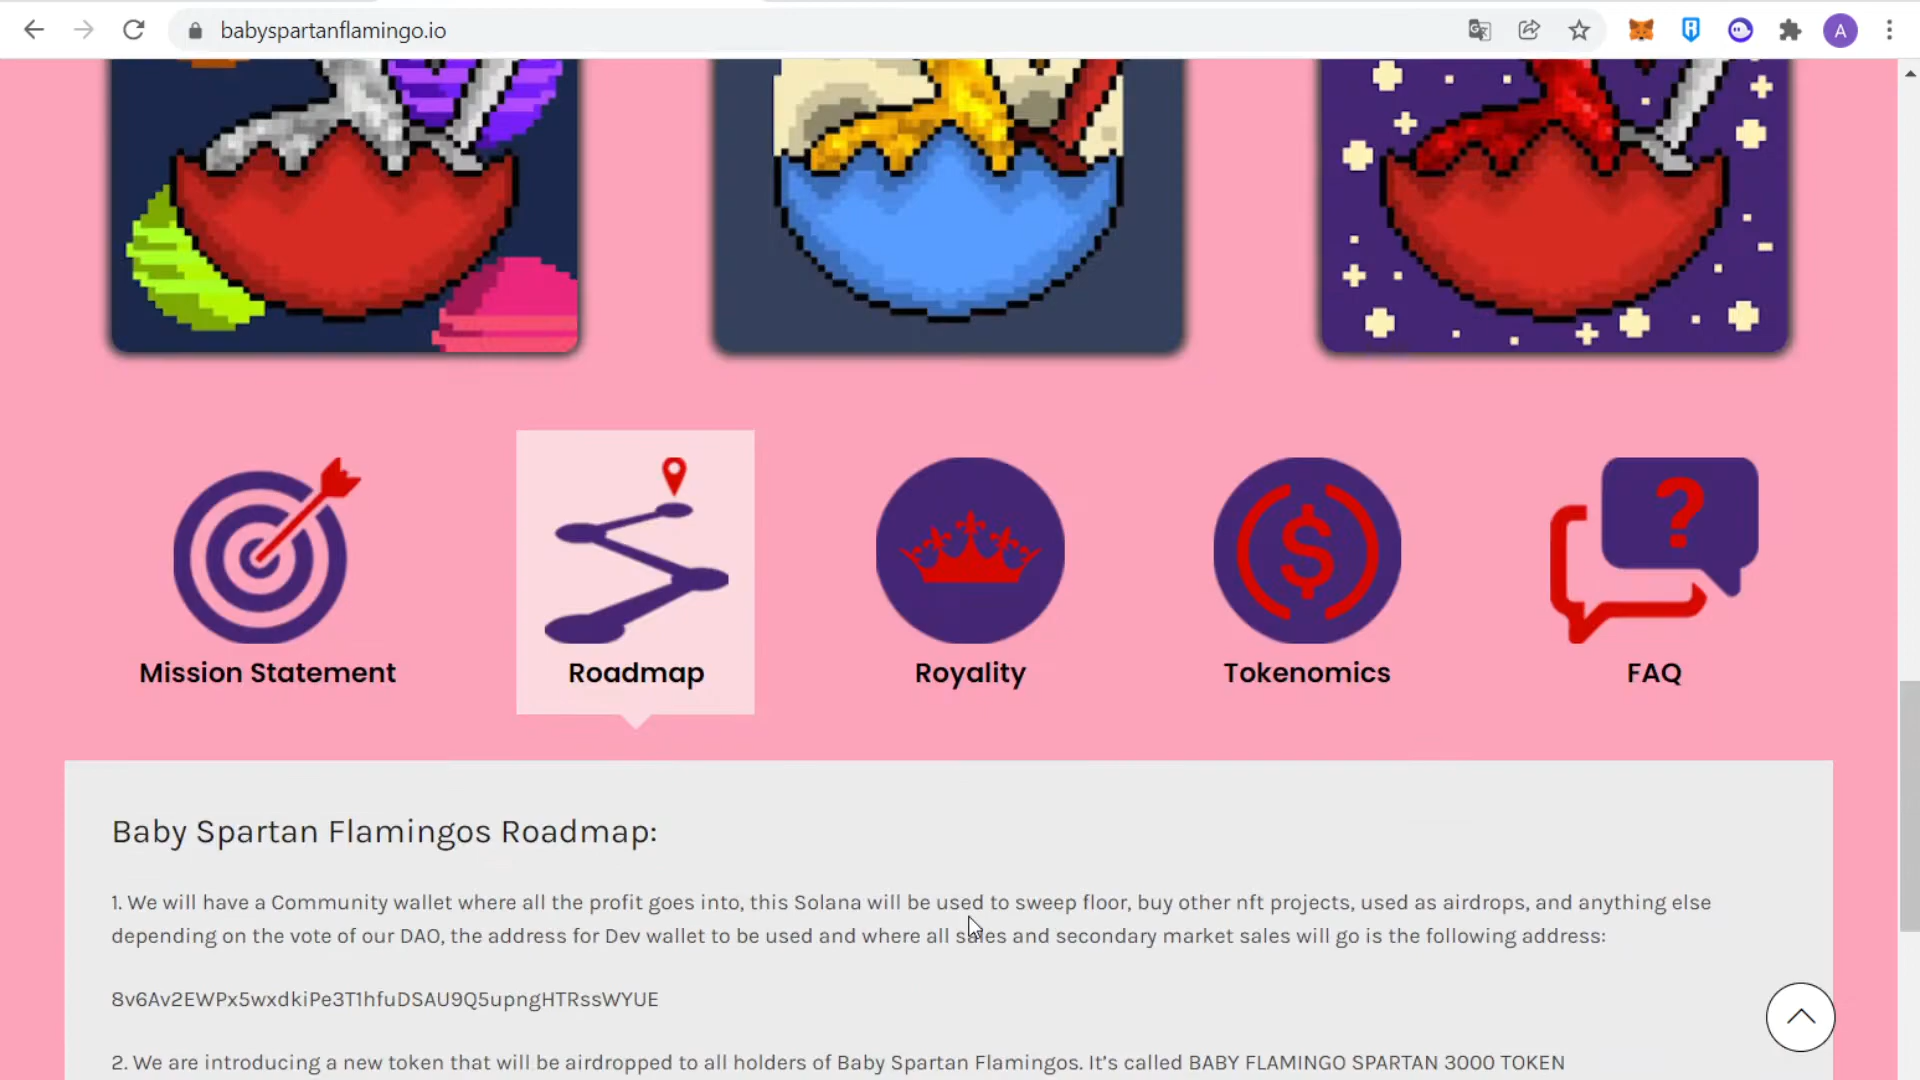 babyspartanflamingo.io
A
Mission Statement
Roadmap
Royality
Tokenomics
FAQ
Baby Spartan Flamingos Roadmap:
1. We will have a Community wallet where all the profit goes into, this Solana will be used to sweep floor, buy other nft projects, used as airdrops, and anything else
depending on the vote of our DAO, the address for Dev wallet to be used and where all sales and secondary market sales will go is the following address:
8v6Av2EWPx5wxdkiPe3T1hfuDSAU9Q5upngHTRssWYUE
2. We are introducing a new token that will be airdropped to all holders of Baby Spartan Flamingos. It's called BABY FLAMINGO SPARTAN 3000 TOKEN